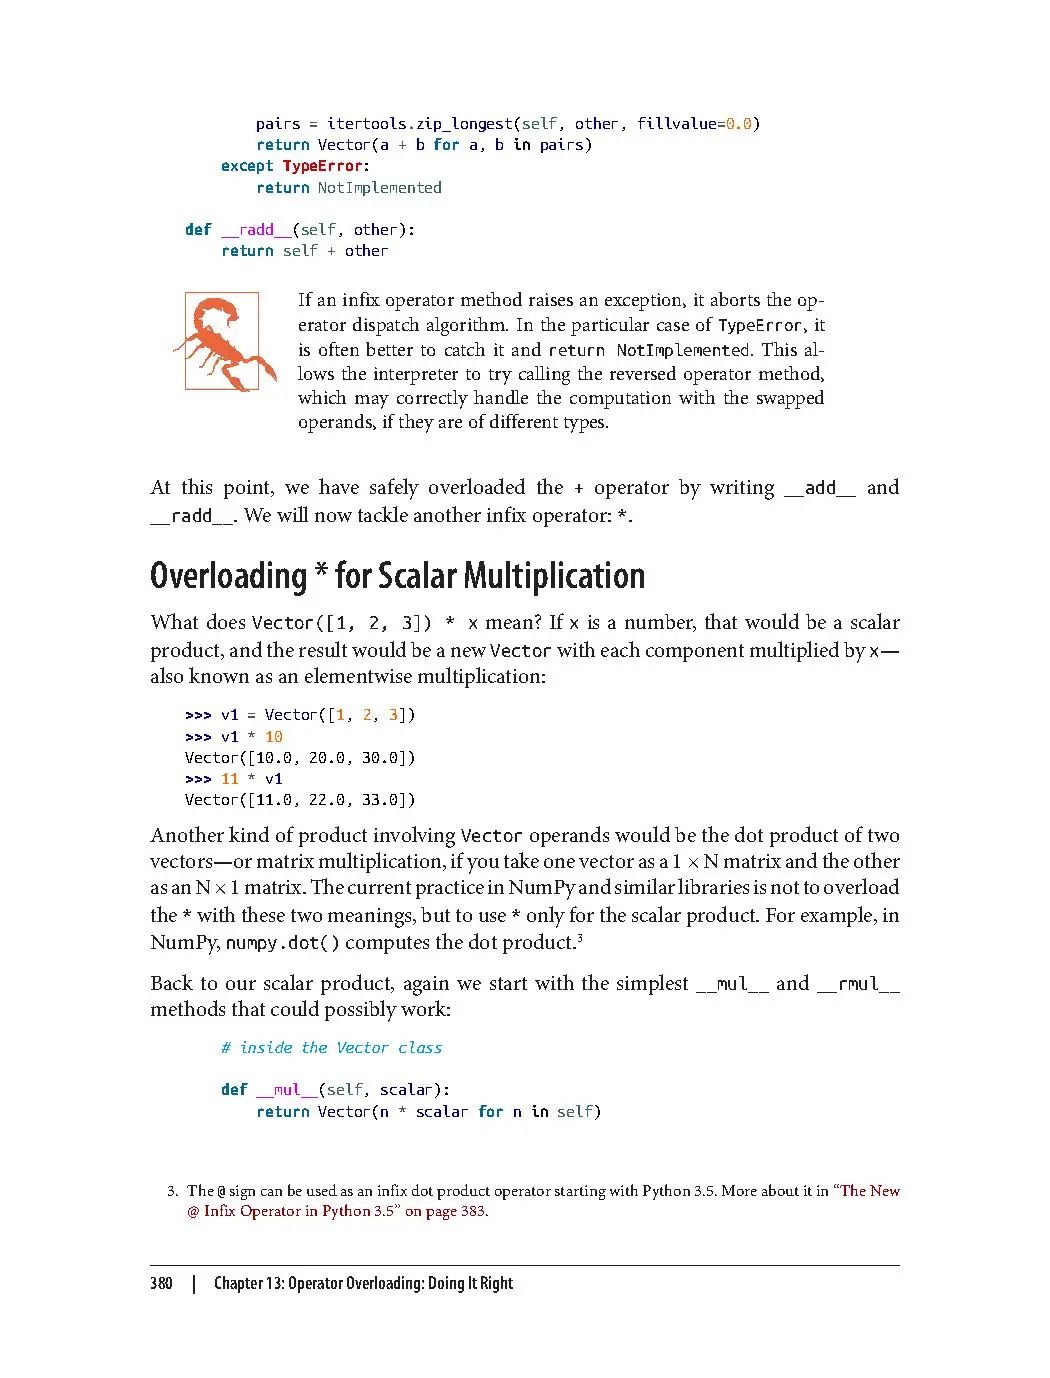 pairs = itertools.zip_longest(self, other, fillvalue=0.0)
return Vector(a + b for a, b in pairs)
except TypeError:
return NotImplemented
def __radd__(self, other):
return self + other
If an infix operator method raises an exception, it aborts the op-
erator dispatch algorithm. In the particular case of TypeError, it
is often better to catch it and return NotImplemented. This al-
lows the interpreter to try calling the reversed operator method,
which may correctly handle the computation with the swapped
operands, if they are of different types.
At this point, we have safely overloaded the + operator by writing __add__ and
__radd__. We will now tackle another infix operator: *.
Overloading * for Scalar Multiplication
What does Vector([1, 2, 3]) * x mean? If x is a number, that would be a scalar
product, and the result would be a new Vector with each component multiplied by x—
also known as an elementwise multiplication:
>>> v1 = Vector([1, 2, 3])
>>> v1 * 10
Vector([10.0, 20.0, 30.0])
>>> 11 * v1
Vector([11.0, 22.0, 33.0])
Another kind of product involving Vector operands would be the dot product of two
vectors—or matrix multiplication, if you take one vector as a 1 × N matrix and the other
as an N × 1 matrix. The current practice in NumPy and similar libraries is not to overload
the * with these two meanings, but to use * only for the scalar product. For example, in
NumPy, numpy.dot() computes the dot product.3
Back to our scalar product, again we start with the simplest __mul__ and __rmul__
methods that could possibly work:
# inside the Vector class
def __mul__(self, scalar):
return Vector(n * scalar for n in self)
3. The @ sign can be used as an infix dot product operator starting with Python 3.5. More about it in “The New
@ Infix Operator in Python 3.5” on page 383.
380 | Chapter 13: Operator Overloading: Doing It Right